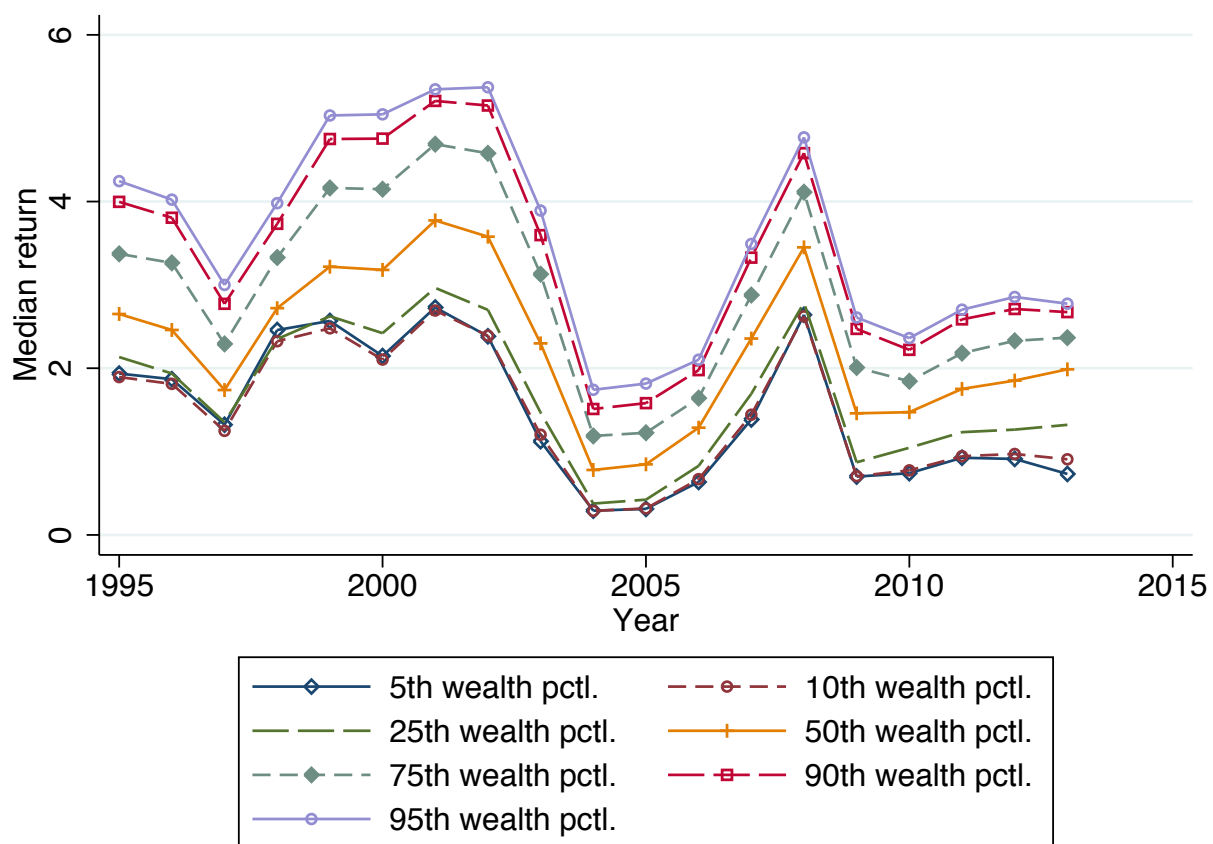 6
4
2
0
Median return
1995 2000 2005 2010 2015
Year
5th wealth pctl. 10th wealth pctl.
25th wealth pctl. 50th wealth pctl.
75th wealth pctl. 90th wealth pctl.
95th wealth pctl.